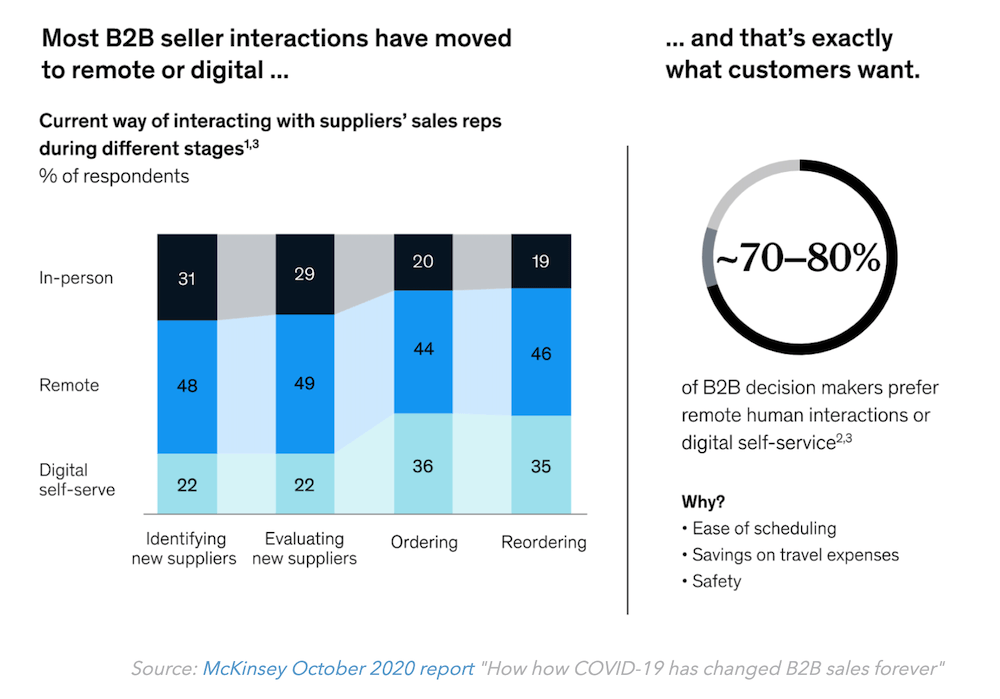 Most B2B seller interactions have moved
to remote or digital ...
... and that's exactly
what customers want.
Current way of interacting with suppliers' sales reps
during different stages¹,³
% of respondents
In-person
Remote
Digital
self-serve
31
29
20
19
48
49
44
46
22
22
36
35
Identifying
new suppliers
Evaluating
new suppliers
Ordering
Reordering
~70–80%
of B2B decision makers prefer
remote human interactions or
digital self-service²,³
Why?
• Ease of scheduling
• Savings on travel expenses
• Safety
Source: McKinsey October 2020 report "How how COVID-19 has changed B2B sales forever"